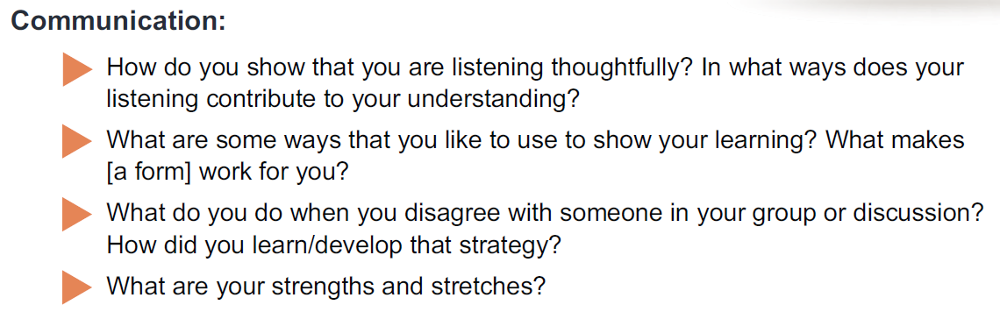 Communication:
How do you show that you are listening thoughtfully? In what ways does your
listening contribute to your understanding?
What are some ways that you like to use to show your learning? What makes
[a form] work for you?
What do you do when you disagree with someone in your group or discussion?
How did you learn/develop that strategy?
What are your strengths and stretches?